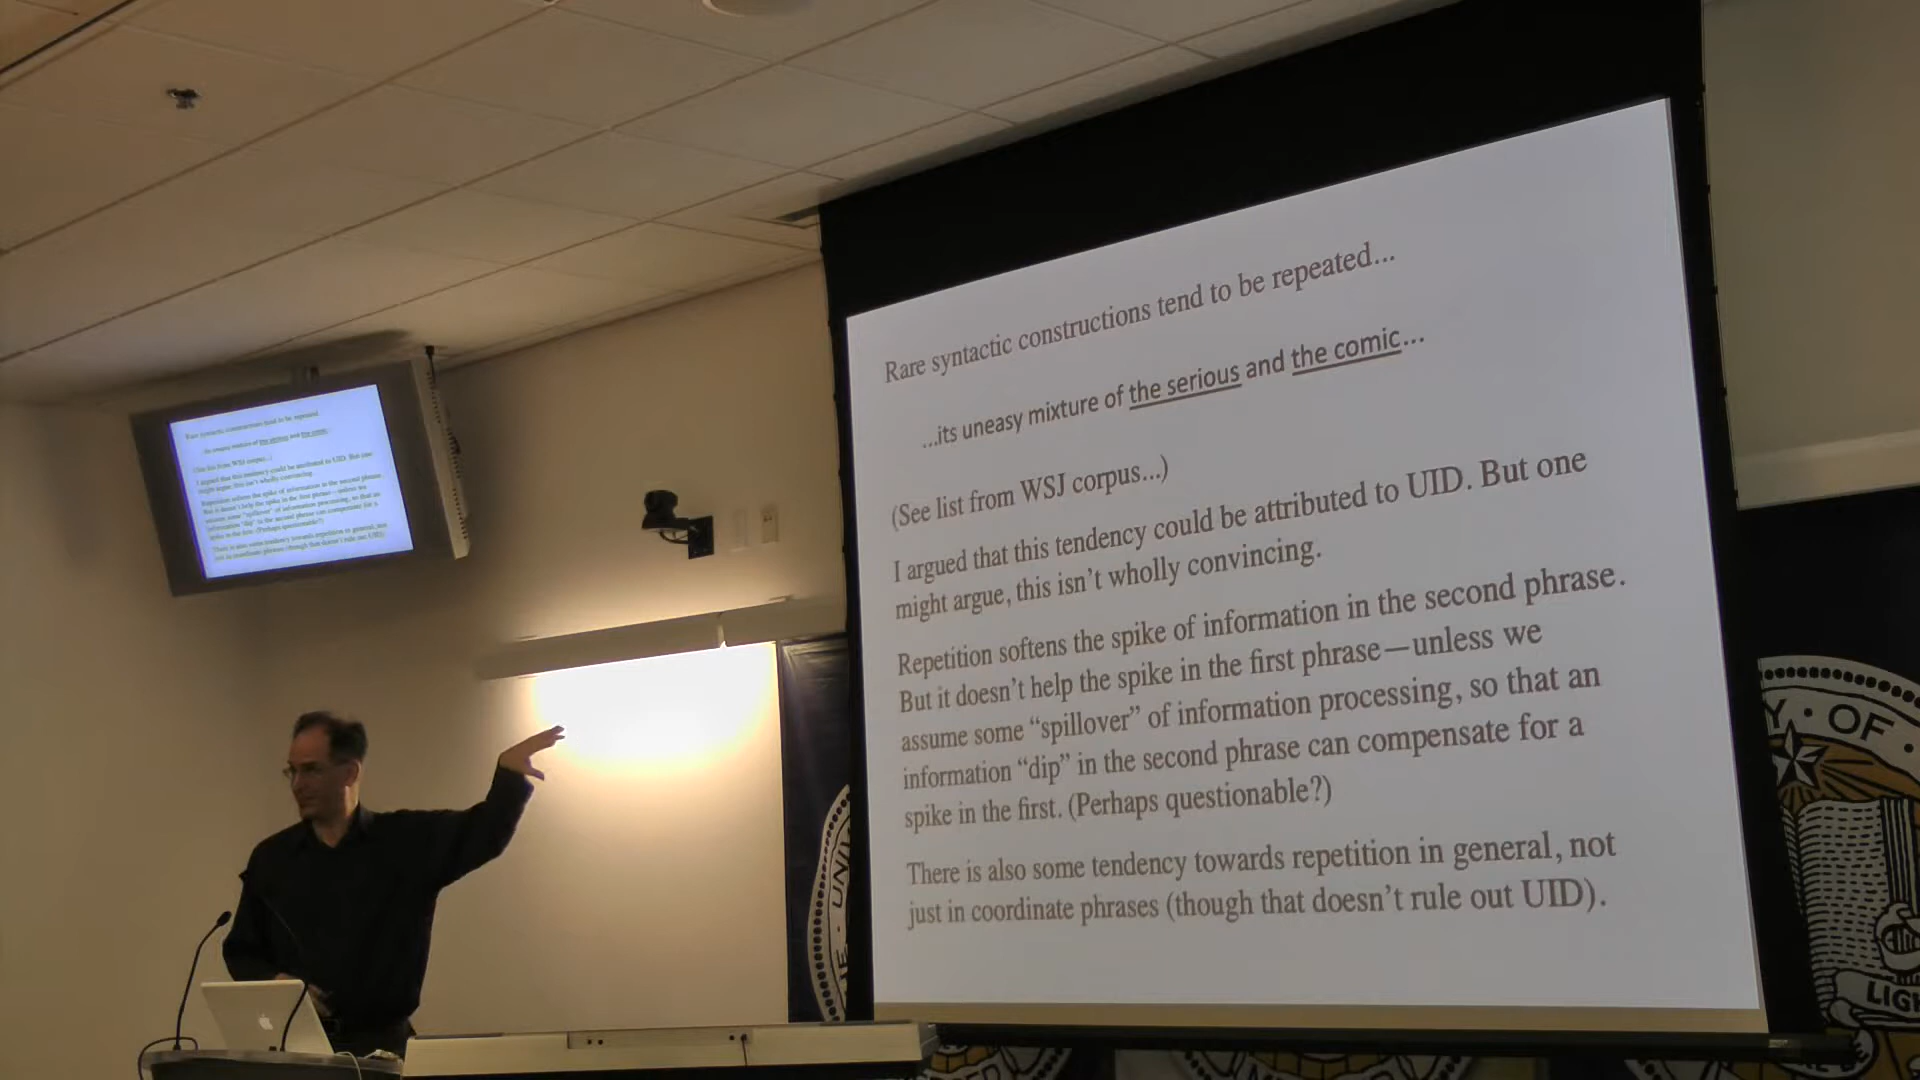 Rare syntactic constructions tend to be repeated...
...its uneasy mixture of the serious and the comic...
(See list from WSJ corpus...)
I argued that this tendency could be attributed to UID. But one
might argue, this isn't wholly convincing.
Repetition softens the spike of information in the second phrase.
But it doesn't help the spike in the first phrase—unless we
assume some "spillover" of information processing, so that an
information "dip" in the second phrase can compensate for a
spike in the first. (Perhaps questionable?)
There is also some tendency towards repetition in general, not
just in coordinate phrases (though that doesn't rule out UID).
Y • OF •
LIGH